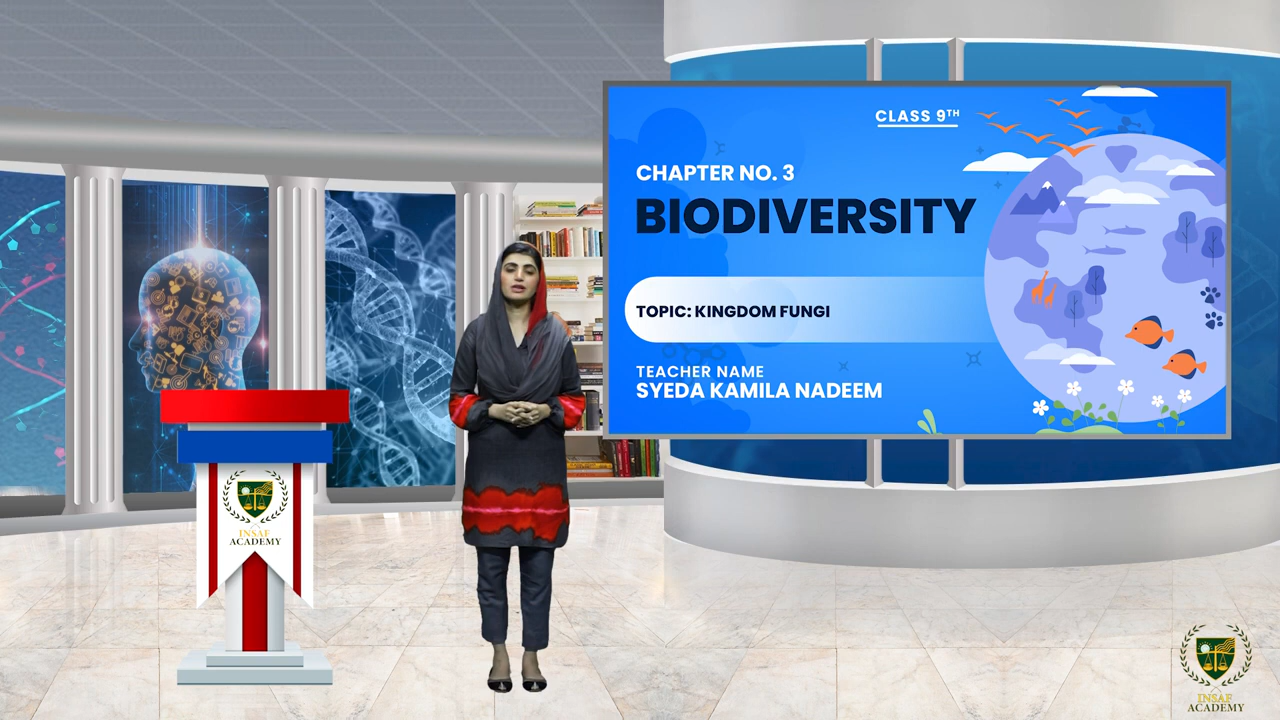 CLASS 9TH
CHAPTER NO. 3
BIODIVERSITY
TOPIC: KINGDOM FUNGI
TEACHER NAME
SYEDA KAMILA NADEEM
INSAF
ACADEMY
INSAF
ACADEMY